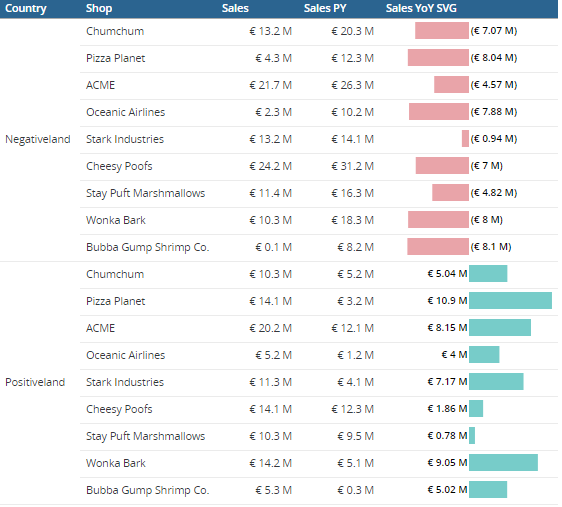 Country Shop Sales Sales PY Sales YoY SVG
Chumchum € 13.2 M € 20.3 M (€ 7.07 M)
Pizza Planet € 4.3 M € 12.3 M (€ 8.04 M)
ACME € 21.7 M € 26.3 M (€ 4.57 M)
Oceanic Airlines € 2.3 M € 10.2 M (€ 7.88 M)
Negativeland Stark Industries € 13.2 M € 14.1 M (€ 0.94 M)
Cheesy Poofs € 24.2 M € 31.2 M (€ 7 M)
Stay Puft Marshmallows € 11.4 M € 16.3 M (€ 4.82 M)
Wonka Bark € 10.3 M € 18.3 M (€ 8 M)
Bubba Gump Shrimp Co. € 0.1 M € 8.2 M (€ 8.1 M)
Chumchum € 10.3 M € 5.2 M € 5.04 M
Pizza Planet € 14.1 M € 3.2 M € 10.9 M
ACME € 20.2 M € 12.1 M € 8.15 M
Oceanic Airlines € 5.2 M € 1.2 M € 4 M
Positiveland Stark Industries € 11.3 M € 4.1 M € 7.17 M
Cheesy Poofs € 14.1 M € 12.3 M € 1.86 M
Stay Puft Marshmallows € 10.3 M € 9.5 M € 0.78 M
Wonka Bark € 14.2 M € 5.1 M € 9.05 M
Bubba Gump Shrimp Co. € 5.3 M € 0.3 M € 5.02 M